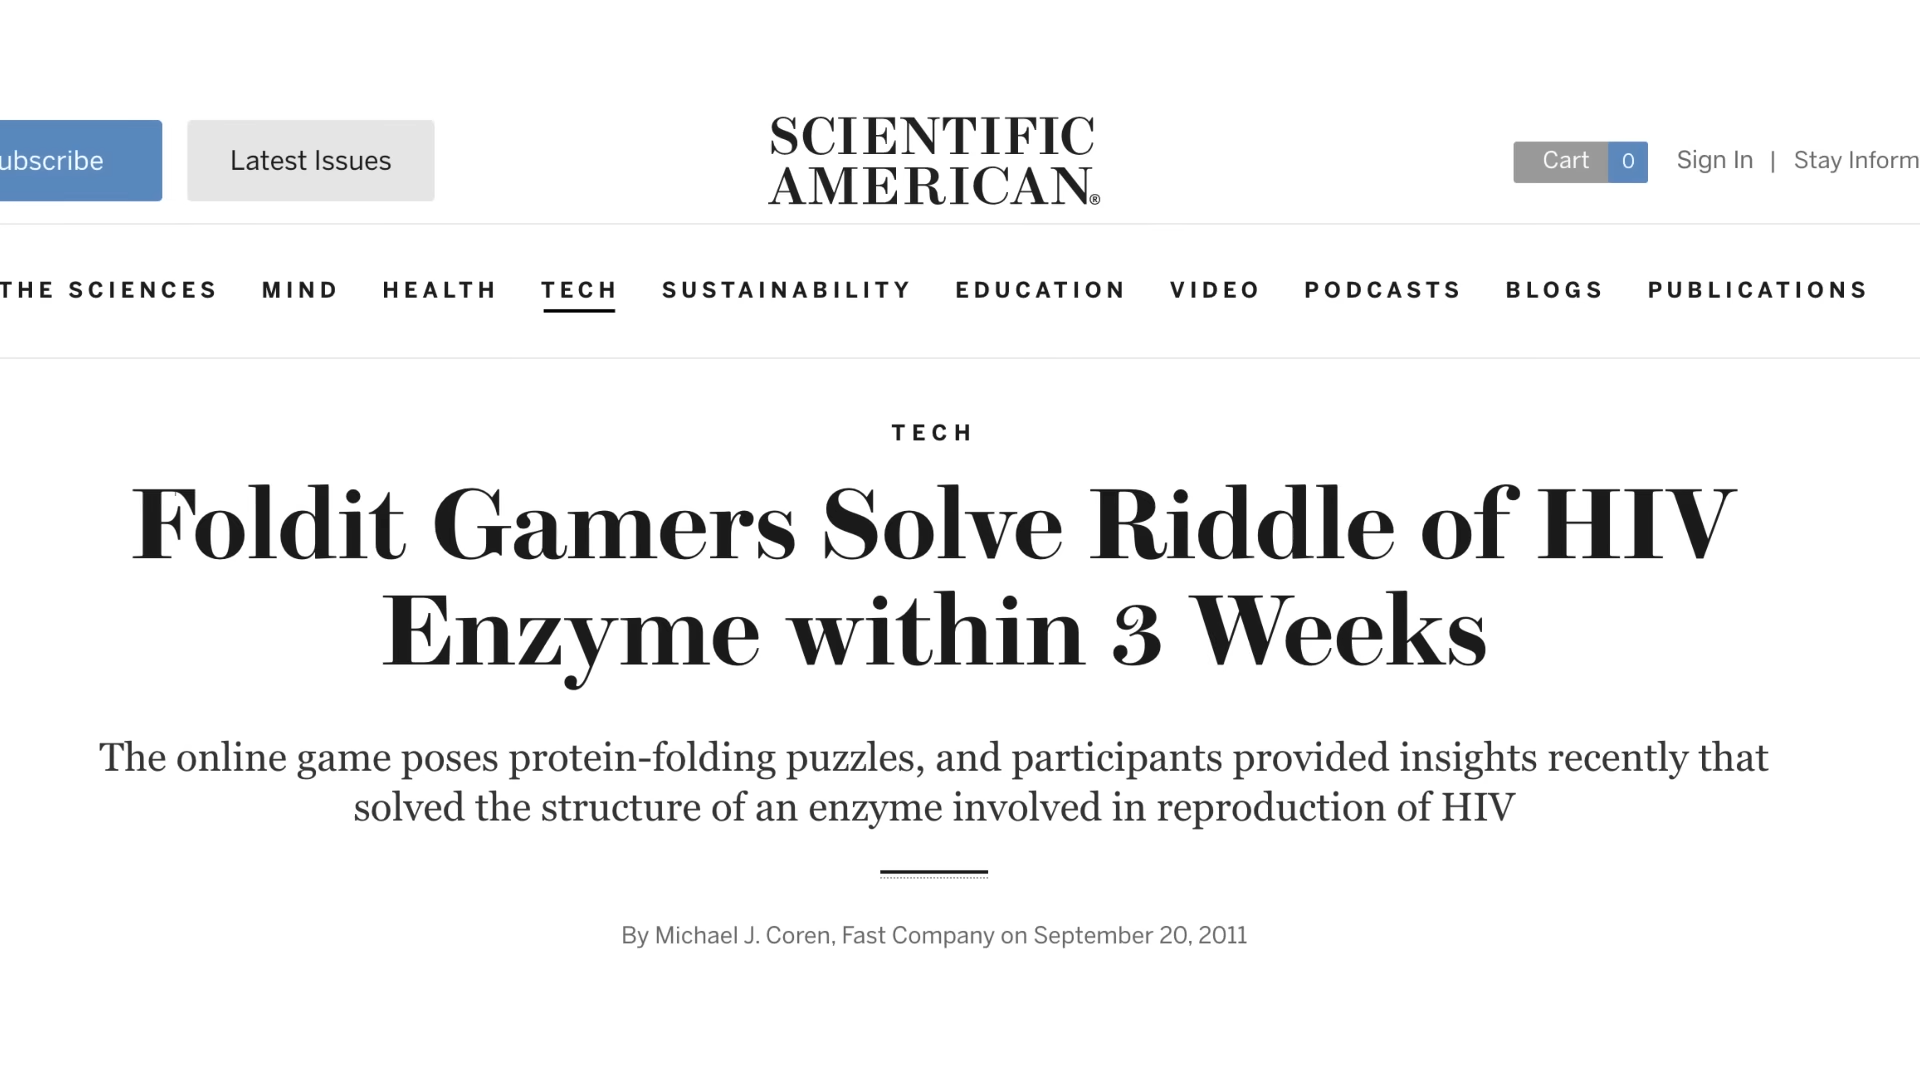 ubscribe
Latest Issues
SCIENTIFIC
AMERICAN®
Cart 0
Sign In | Stay Inform
THE SCIENCES MIND HEALTH TECH SUSTAINABILITY EDUCATION VIDEO PODCASTS BLOGS PUBLICATIONS
TECH
Foldit Gamers Solve Riddle of HIV
Enzyme within 3 Weeks
The online game poses protein-folding puzzles, and participants provided insights recently that
solved the structure of an enzyme involved in reproduction of HIV
By Michael J. Coren, Fast Company on September 20, 2011